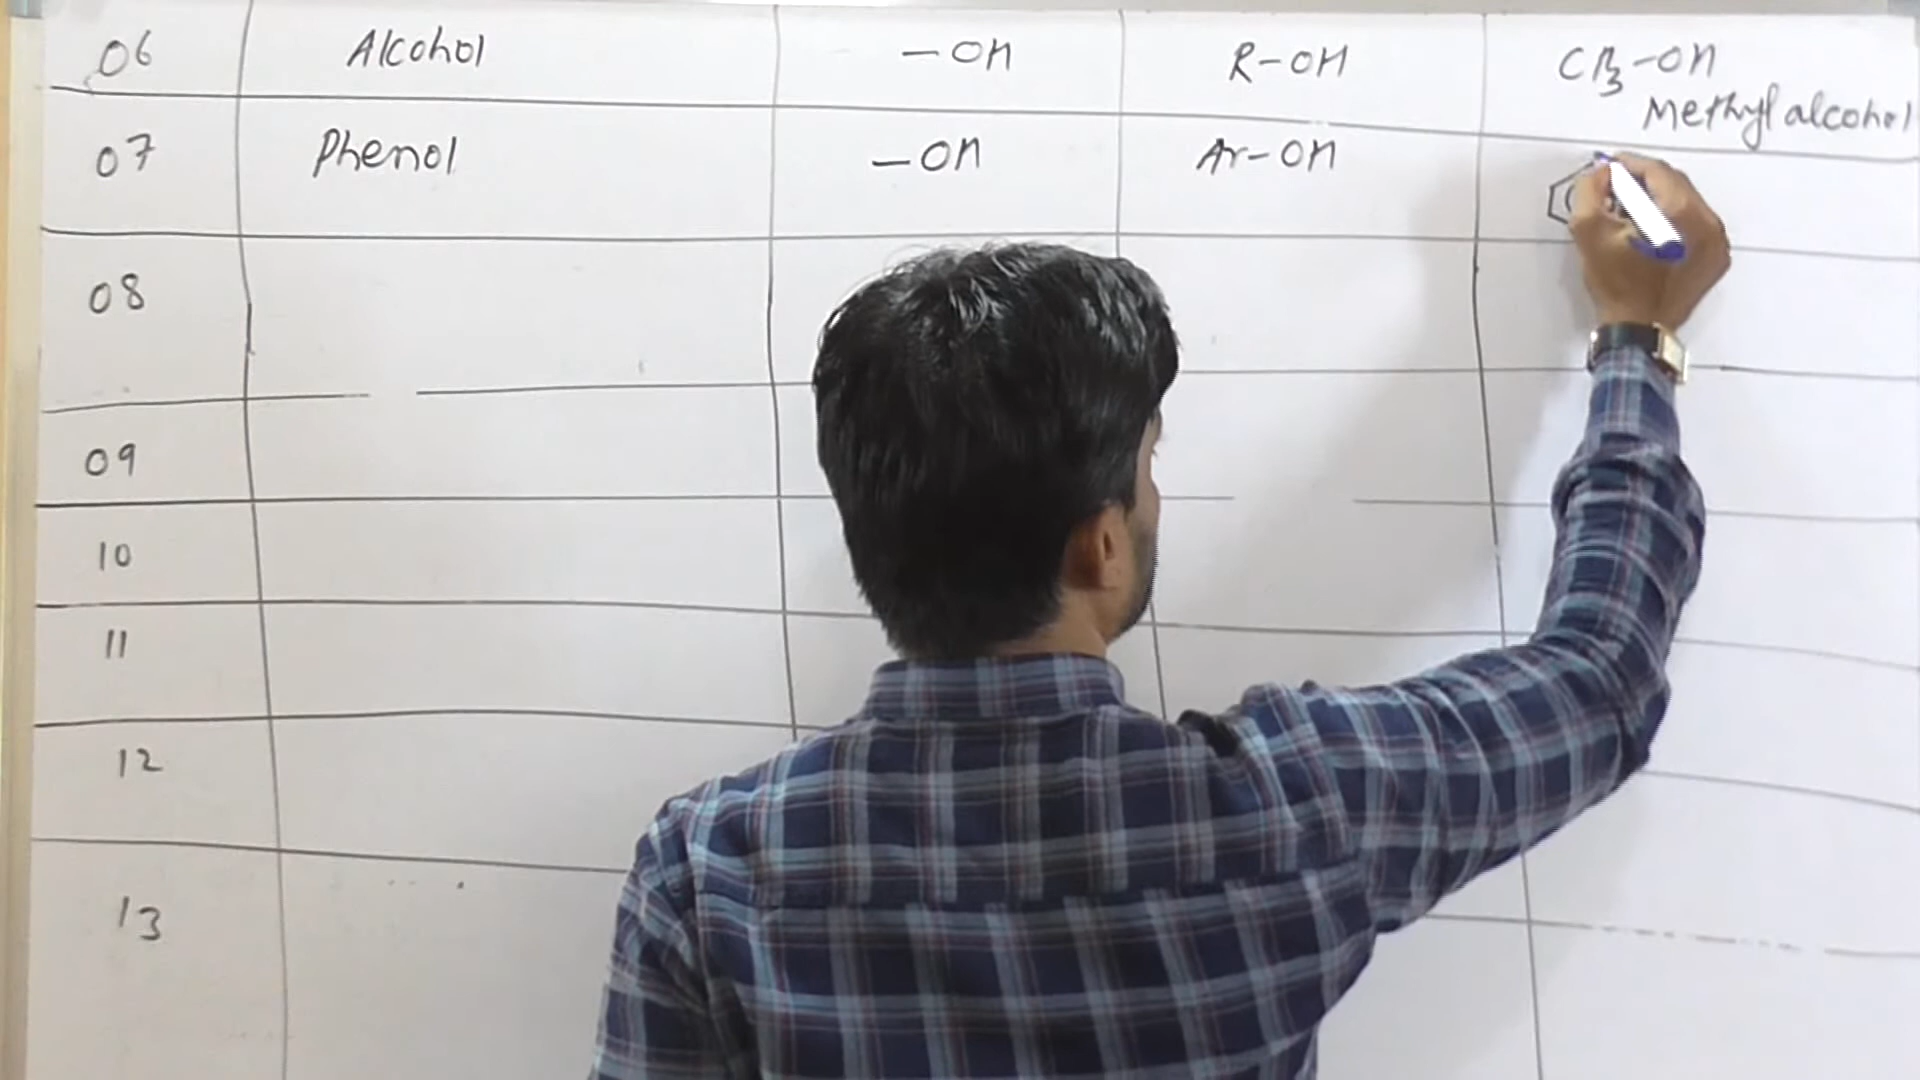 06 Alcohol —OH R-OH CH3-OH
Methyl alcohol
07 Phenol —OH Ar-OH
08
09
10
11
12
13